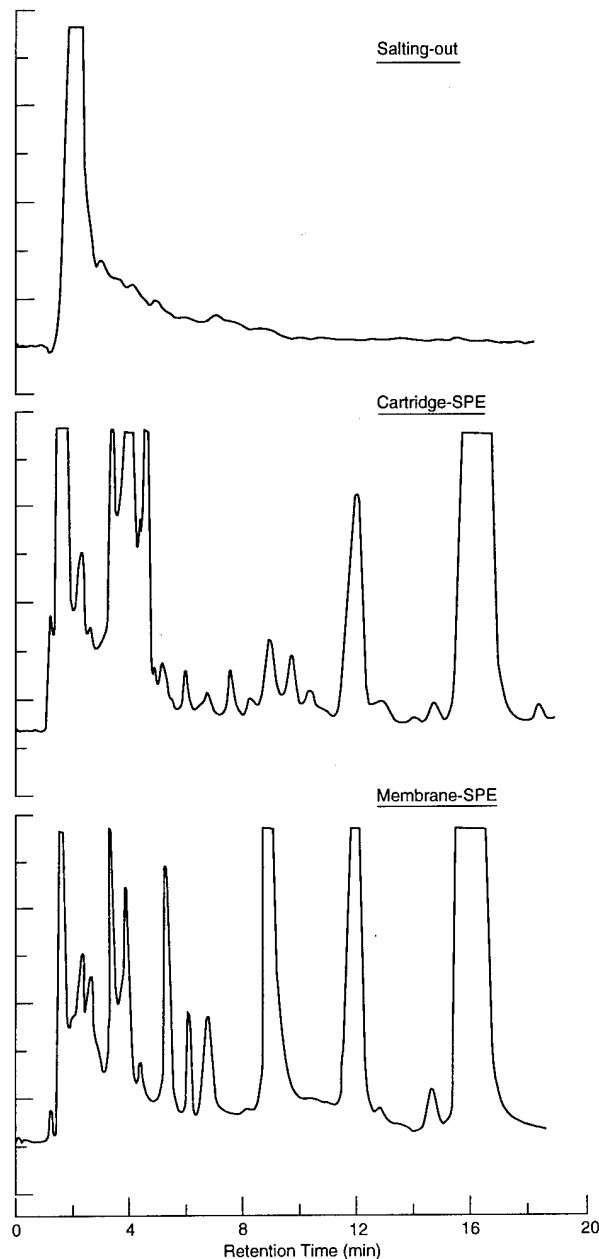 Salting-out
Cartridge-SPE
Membrane-SPE
0 4 8 12 16 20
Retention Time (min)